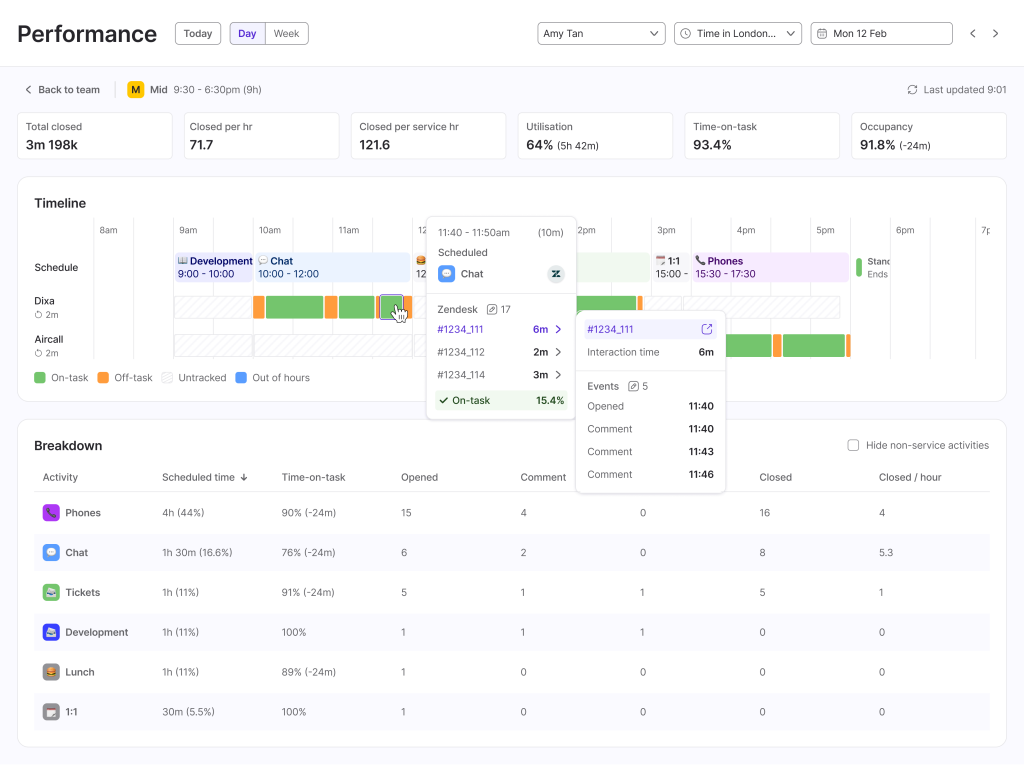 Performance
Today
Day
Week
Amy Tan
Time in London...
Mon 12 Feb
Back to team
M Mid 9:30 - 6:30pm (9h)
Last updated 9:01
Total closed
3m 198k
Closed per hr
71.7
Closed per service hr
121.6
Utilisation
64% (5h 42m)
Time-on-task
93.4%
Occupancy
91.8% (-24m)
Timeline
8am 9am 10am 11am 12 2pm 3pm 4pm 5pm 6pm 7p
Schedule
Development
9:00 - 10:00
Chat
10:00 - 12:00
12
1:1
15:00 -
Phones
15:30 - 17:30
Stand
Ends
Dixa
2m
Aircall
2m
On-task Off-task Untracked Out of hours
11:40 - 11:50am (10m)
Scheduled
Chat
Zendesk 17
#1234_111 6m
#1234_112 2m
#1234_114 3m
On-task 15.4%
#1234_111
Interaction time 6m
Events 5
Opened 11:40
Comment 11:40
Comment 11:43
Comment 11:46
Breakdown
Hide non-service activities
Activity Scheduled time Time-on-task Opened Comment Closed Closed / hour
Phones 4h (44%) 90% (-24m) 15 4 0 16 4
Chat 1h 30m (16.6%) 76% (-24m) 6 2 0 8 5.3
Tickets 1h (11%) 91% (-24m) 5 1 1 5 1
Development 1h (11%) 100% 1 1 1 0 0
Lunch 1h (11%) 89% (-24m) 1 0 0 0 0
1:1 30m (5.5%) 100% 1 0 0 0 0